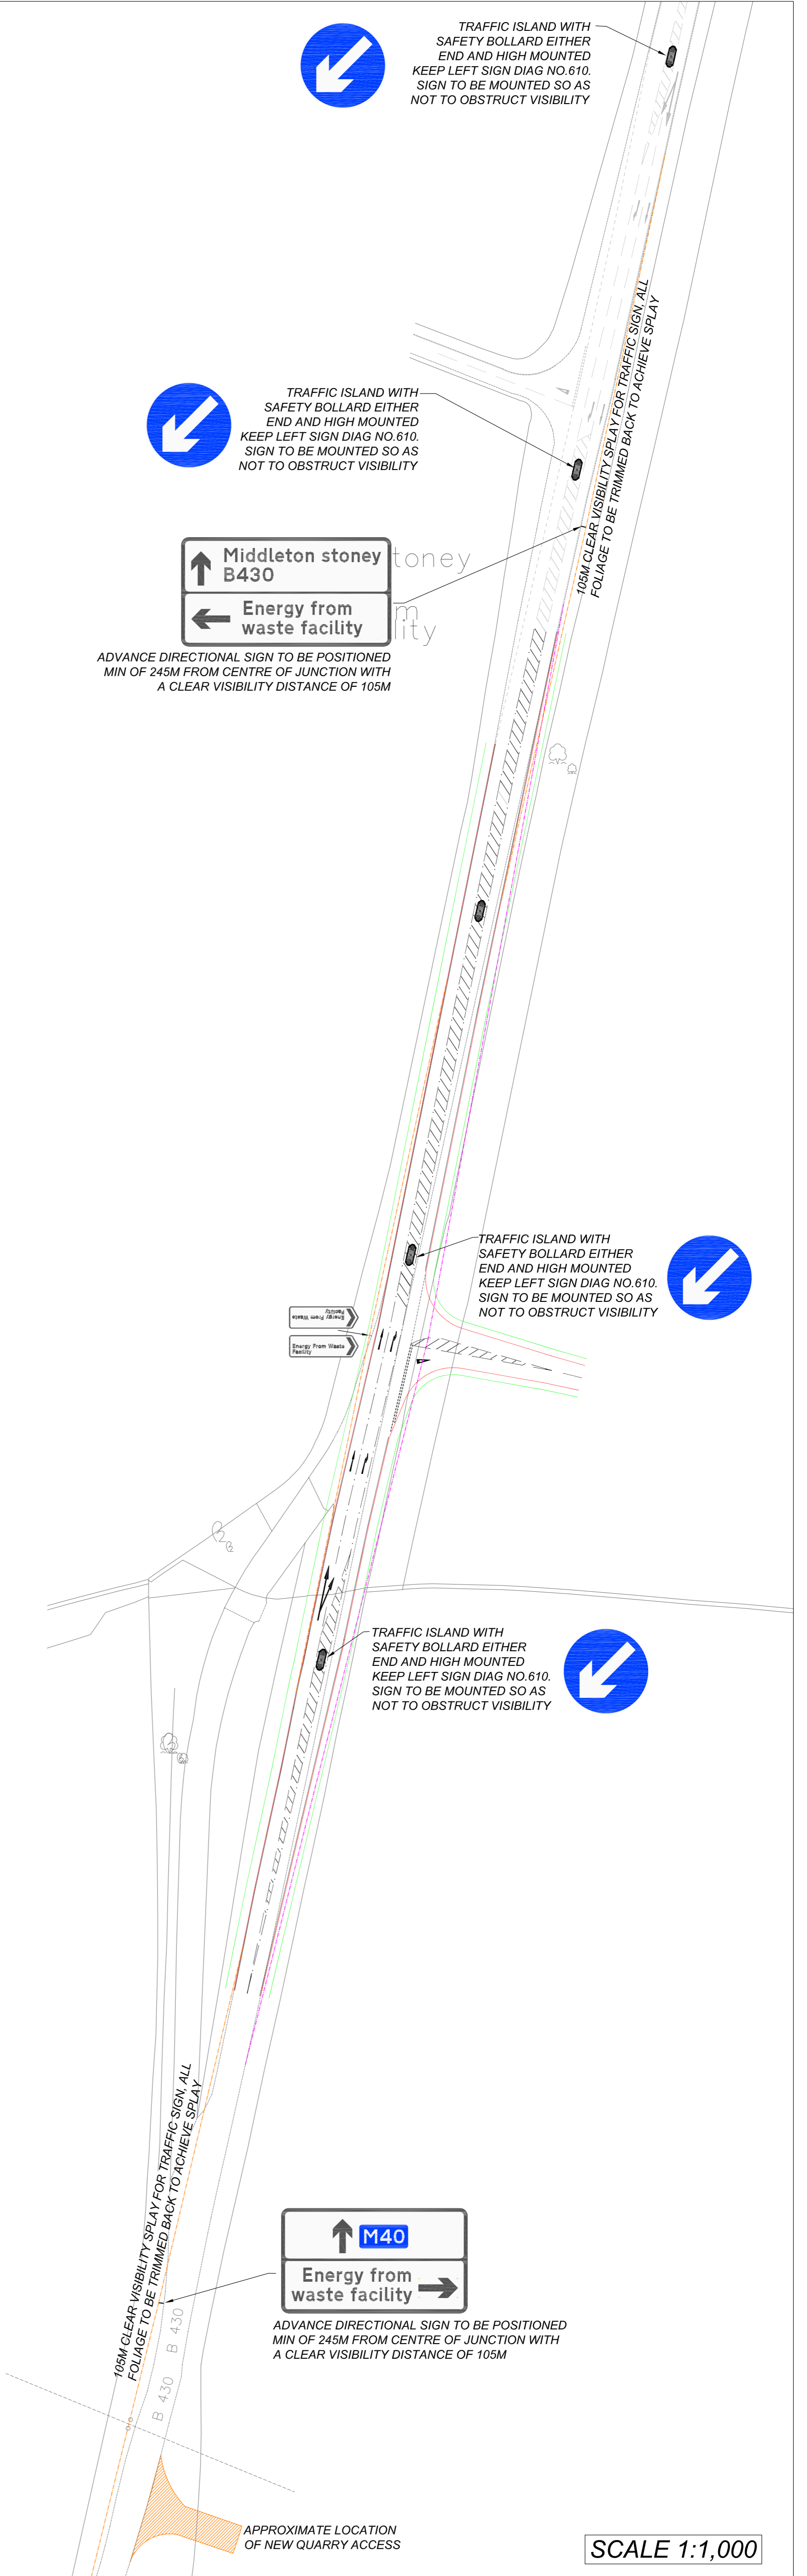 TRAFFIC ISLAND WITH
SAFETY BOLLARD EITHER
END AND HIGH MOUNTED
KEEP LEFT SIGN DIAG NO.610.
SIGN TO BE MOUNTED SO AS
NOT TO OBSTRUCT VISIBILITY
105M CLEAR VISIBILITY SPLAY FOR TRAFFIC SIGN, ALL
FOLIAGE TO BE TRIMMED BACK TO ACHIEVE SPLAY
TRAFFIC ISLAND WITH
SAFETY BOLLARD EITHER
END AND HIGH MOUNTED
KEEP LEFT SIGN DIAG NO.610.
SIGN TO BE MOUNTED SO AS
NOT TO OBSTRUCT VISIBILITY
Middleton stoney
B430
Energy from
waste facility
toney
m
lity
ADVANCE DIRECTIONAL SIGN TO BE POSITIONED
MIN OF 245M FROM CENTRE OF JUNCTION WITH
A CLEAR VISIBILITY DISTANCE OF 105M
TRAFFIC ISLAND WITH
SAFETY BOLLARD EITHER
END AND HIGH MOUNTED
KEEP LEFT SIGN DIAG NO.610.
SIGN TO BE MOUNTED SO AS
NOT TO OBSTRUCT VISIBILITY
Energy From Waste
Facility
Energy From Waste
Facility
TRAFFIC ISLAND WITH
SAFETY BOLLARD EITHER
END AND HIGH MOUNTED
KEEP LEFT SIGN DIAG NO.610.
SIGN TO BE MOUNTED SO AS
NOT TO OBSTRUCT VISIBILITY
105M CLEAR VISIBILITY SPLAY FOR TRAFFIC SIGN, ALL
FOLIAGE TO BE TRIMMED BACK TO ACHIEVE SPLAY
M40
Energy from
waste facility
ADVANCE DIRECTIONAL SIGN TO BE POSITIONED
MIN OF 245M FROM CENTRE OF JUNCTION WITH
A CLEAR VISIBILITY DISTANCE OF 105M
B 430
B 430
APPROXIMATE LOCATION
OF NEW QUARRY ACCESS
SCALE 1:1,000